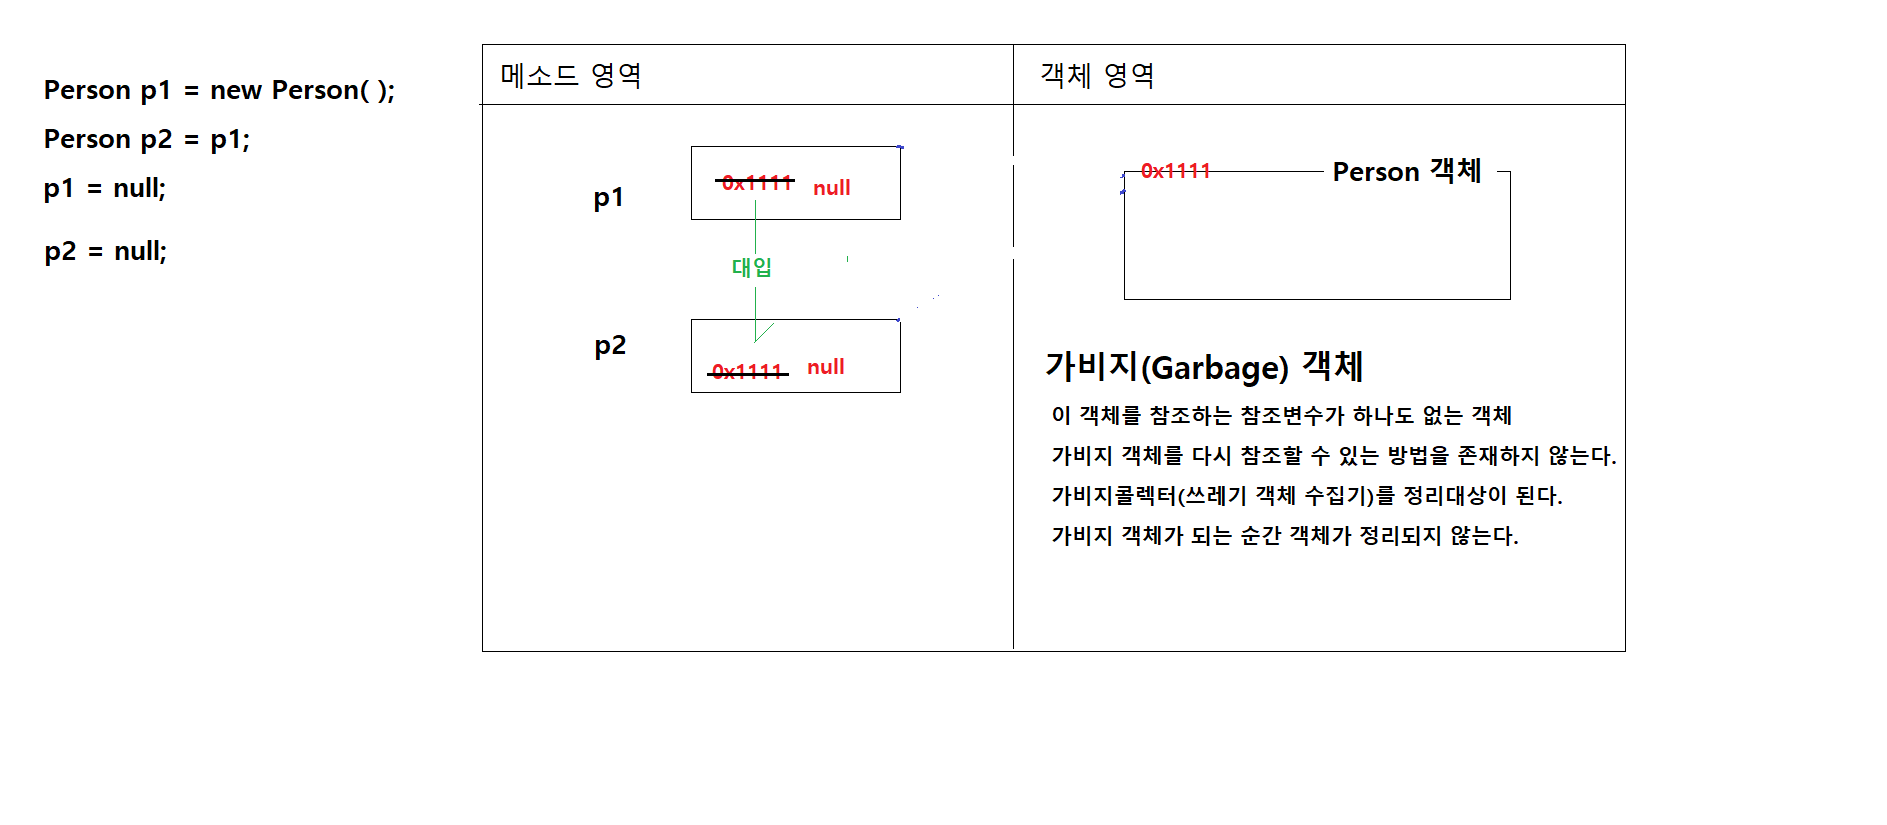 Person p1 = new Person( );
Person p2 = p1;
p1 = null;
p2 = null;
메소드 영역
객체 영역
p1
0x1111 null
대입
p2
0x1111 null
0x1111 Person 객체
가비지(Garbage) 객체
이 객체를 참조하는 참조변수가 하나도 없는 객체
가비지 객체를 다시 참조할 수 있는 방법을 존재하지 않는다.
가비지콜렉터(쓰레기 객체 수집기)를 정리대상이 된다.
가비지 객체가 되는 순간 객체가 정리되지 않는다.